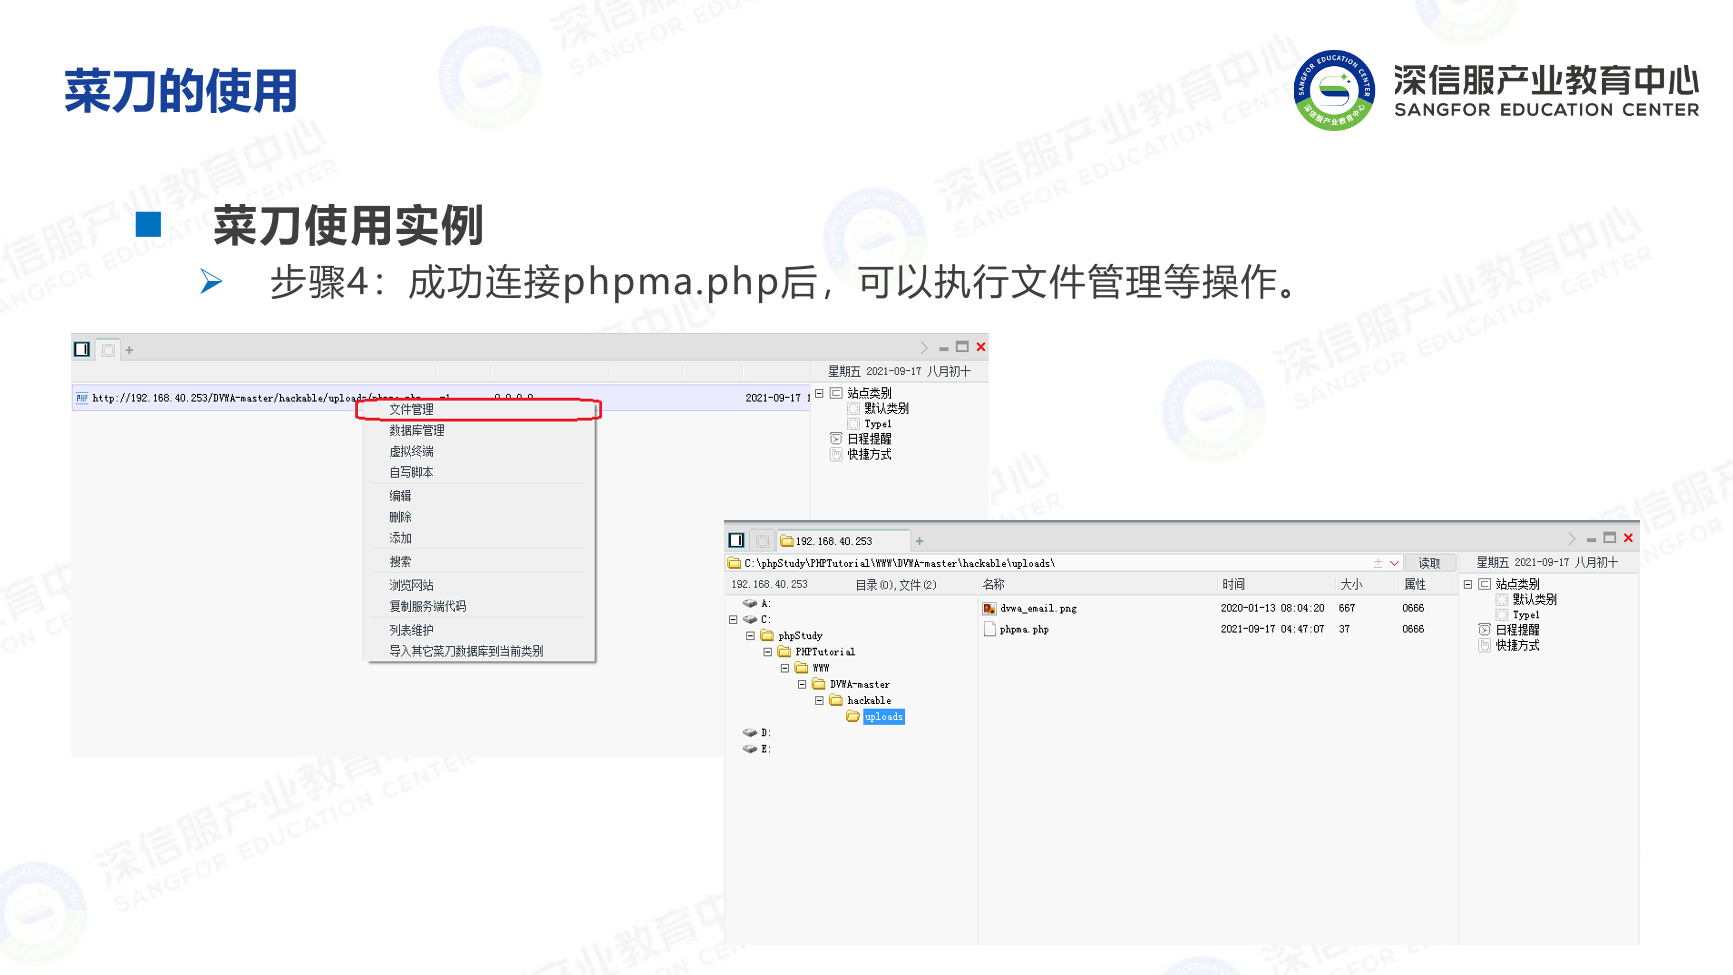 菜刀的使用
深信服产业教育中心
SANGFOR EDUCATION CENTER
菜刀使用实例
步骤4：成功连接phpma.php后，可以执行文件管理等操作。
星期五 2021-09-17 八月初十
PHP http://192.168.40.253/DVWA-master/hackable/uploads/phpma.php
2021-09-17 1
文件管理
数据库管理
虚拟终端
自写脚本
编辑
删除
添加
搜索
浏览网站
复制服务端代码
列表维护
导入其它菜刀数据库到当前类别
站点类别
默认类别
Type1
日程提醒
快捷方式
192.168.40.253
C:\phpStudy\PHPTutorial\WWW\DVWA-master\hackable\uploads\
读取
星期五 2021-09-17 八月初十
192.168.40.253 目录(0),文件(2)
名称 时间 大小 属性
A:
C:
phpStudy
PHPTutorial
WWW
DVWA-master
hackable
uploads
D:
E:
dvwa_email.png 2020-01-13 08:04:20 667 0666
phpma.php 2021-09-17 04:47:07 37 0666
站点类别
默认类别
Type1
日程提醒
快捷方式